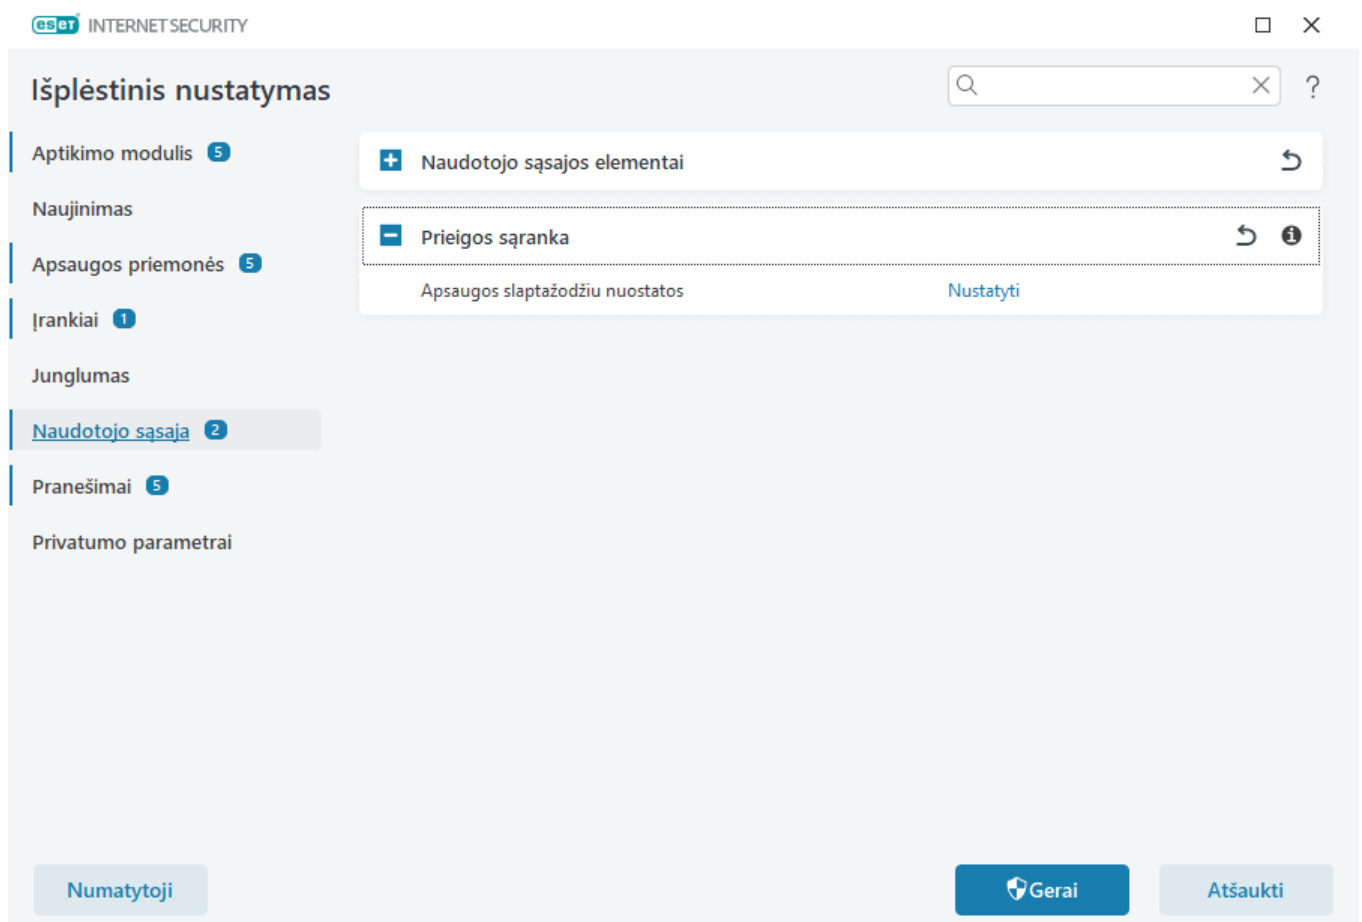 eset INTERNET SECURITY
Išplėstinis nustatymas
?
Aptikimo modulis 5
Naujinimas
Apsaugos priemonės 5
Įrankiai 1
Junglumas
Naudotojo sąsaja 2
Pranešimai 5
Privatumo parametrai
Naudotojo sąsajos elementai
Prieigos sąranka
Apsaugos slaptažodžiu nuostatos Nustatyti
Numatytoji
Gerai
Atšaukti